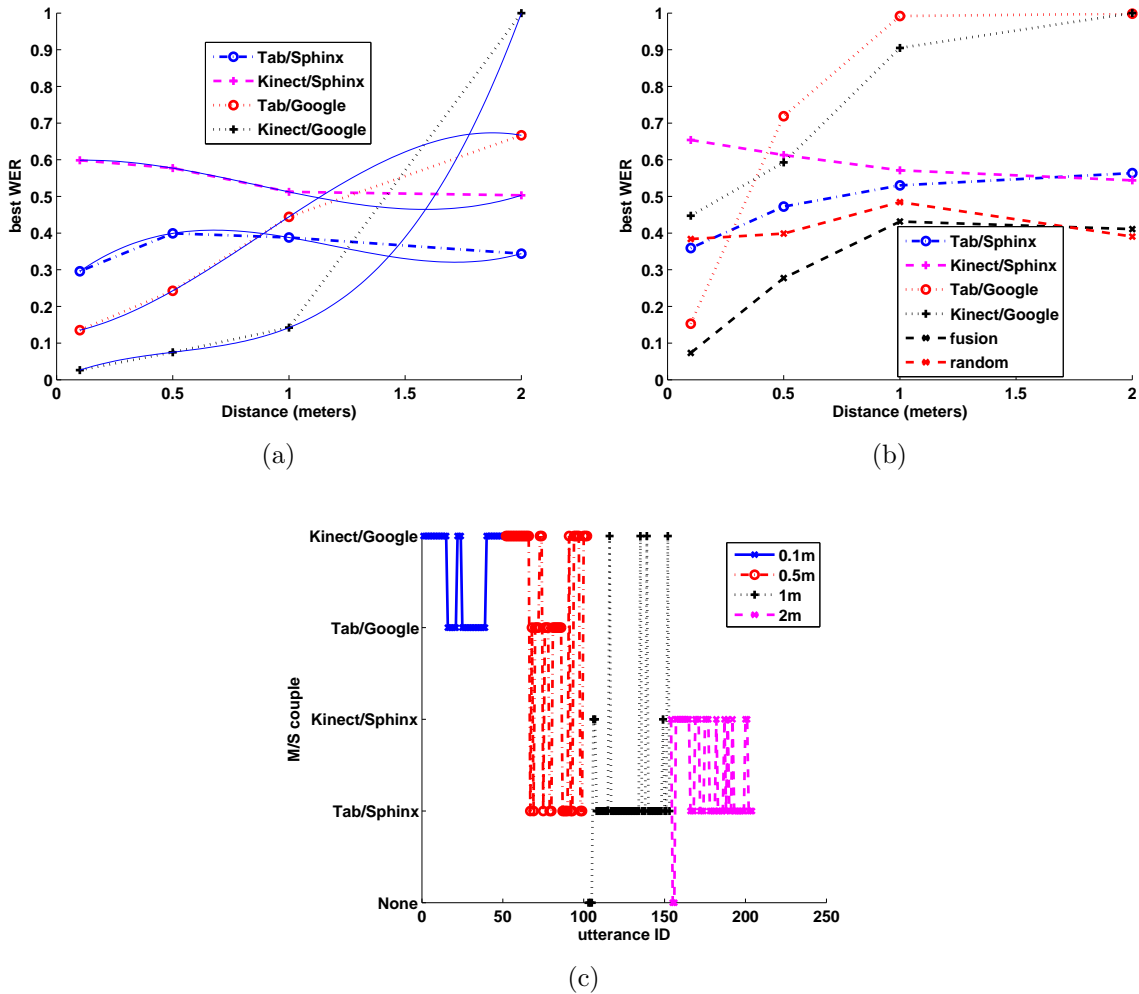 1
0.9
0.8
0.7
0.6
0.5
0.4
0.3
0.2
0.1
0
best WER
0 0.5 1 1.5 2
Distance (meters)
Tab/Sphinx
Kinect/Sphinx
Tab/Google
Kinect/Google
(a)
1
0.9
0.8
0.7
0.6
0.5
0.4
0.3
0.2
0.1
0
best WER
0 0.5 1 1.5 2
Distance (meters)
Tab/Sphinx
Kinect/Sphinx
Tab/Google
Kinect/Google
fusion
random
(b)
Kinect/Google
Tab/Google
Kinect/Sphinx
Tab/Sphinx
None
M/S couple
0 50 100 150 200 250
utterance ID
0.1m
0.5m
1m
2m
(c)